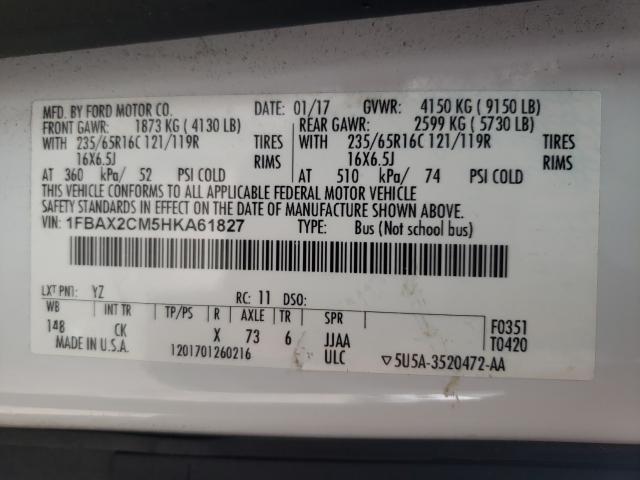 MFD. BY FORD MOTOR CO. DATE: 01/17 GVWR: 4150 KG ( 9150 LB)
FRONT GAWR: 1873 KG ( 4130 LB) REAR GAWR: 2599 KG ( 5730 LB)
WITH 235/65R16C 121/119R TIRES WITH 235/65R16C 121/119R TIRES
16X6.5J RIMS 16X6.5J RIMS
AT 360 kPa/ 52 PSI COLD AT 510 kPa/ 74 PSI COLD
THIS VEHICLE CONFORMS TO ALL APPLICABLE FEDERAL MOTOR VEHICLE
SAFETY STANDARDS IN EFFECT ON THE DATE OF MANUFACTURE SHOWN ABOVE.
VIN: 1FBAX2CM5HKA61827 TYPE: Bus (Not school bus)
EXT PNT: YZ RC: 11 DSO:
WB INT TR TP/PS R AXLE TR SPR
148 CK X 73 6 JJAA F0351
MADE IN U.S.A. 1201701260216 ULC ▽5U5A-3520472-AA T0420